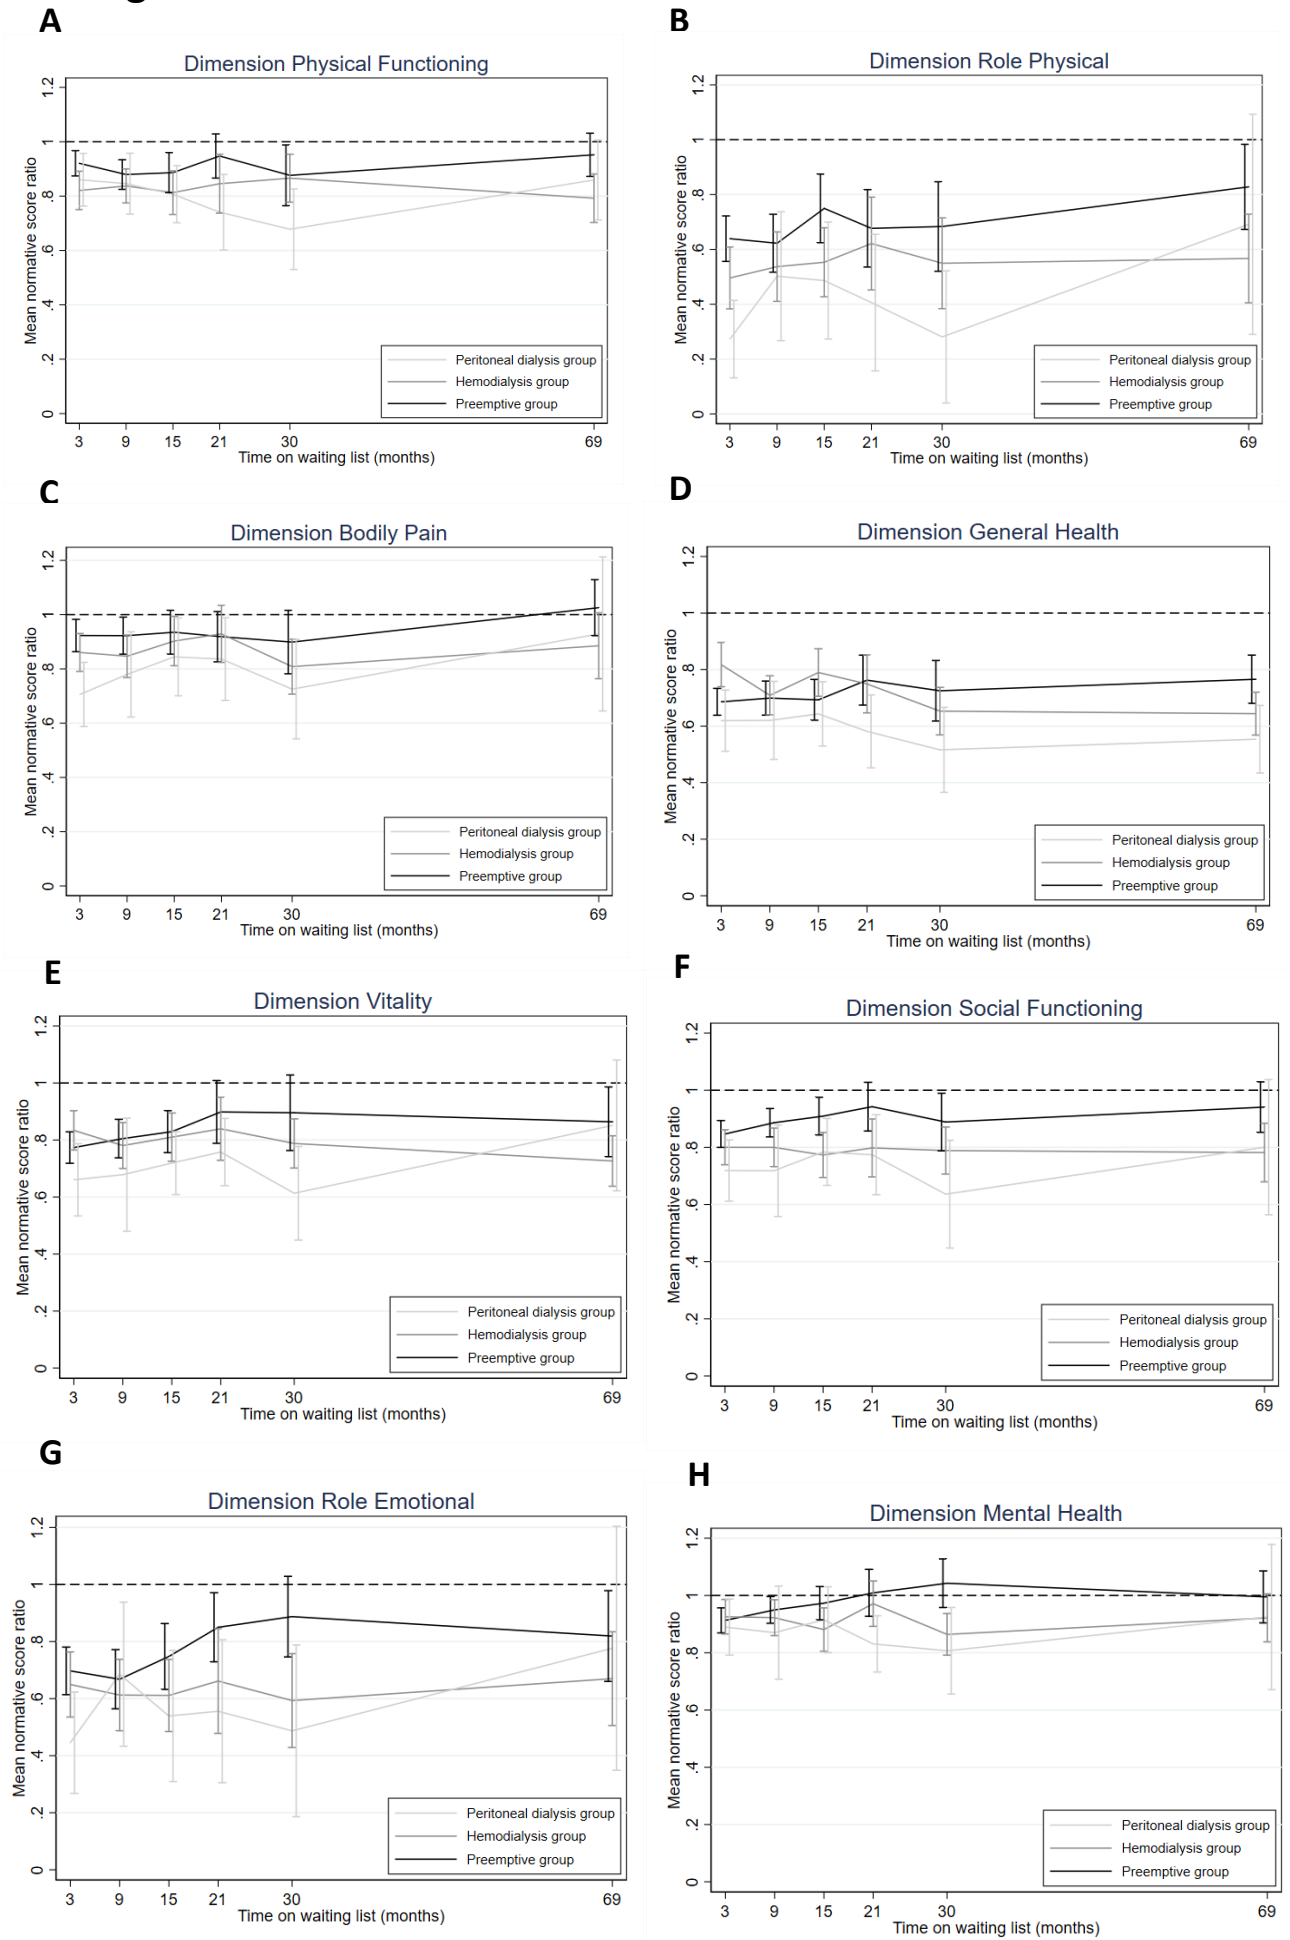 A
Dimension Physical Functioning
Mean normative score ratio
1.2
1
.8
.6
.4
.2
0
Peritoneal dialysis group
Hemodialysis group
Preemptive group
3 9 15 21 30 69
Time on waiting list (months)
B
Dimension Role Physical
Mean normative score ratio
1.2
1
.8
.6
.4
.2
0
Peritoneal dialysis group
Hemodialysis group
Preemptive group
3 9 15 21 30 69
Time on waiting list (months)
C
Dimension Bodily Pain
Mean normative score ratio
1.2
1
.8
.6
.4
.2
0
Peritoneal dialysis group
Hemodialysis group
Preemptive group
3 9 15 21 30 69
Time on waiting list (months)
D
Dimension General Health
Mean normative score ratio
1.2
1
.8
.6
.4
.2
0
Peritoneal dialysis group
Hemodialysis group
Preemptive group
3 9 15 21 30 69
Time on waiting list (months)
E
Dimension Vitality
Mean normative score ratio
1.2
1
.8
.6
.4
.2
0
Peritoneal dialysis group
Hemodialysis group
Preemptive group
3 9 15 21 30 69
Time on waiting list (months)
F
Dimension Social Functioning
Mean normative score ratio
1.2
1
.8
.6
.4
.2
0
Peritoneal dialysis group
Hemodialysis group
Preemptive group
3 9 15 21 30 69
Time on waiting list (months)
G
Dimension Role Emotional
Mean normative score ratio
1.2
1
.8
.6
.4
.2
0
Peritoneal dialysis group
Hemodialysis group
Preemptive group
3 9 15 21 30 69
Time on waiting list (months)
H
Dimension Mental Health
Mean normative score ratio
1.2
1
.8
.6
.4
.2
0
Peritoneal dialysis group
Hemodialysis group
Preemptive group
3 9 15 21 30 69
Time on waiting list (months)